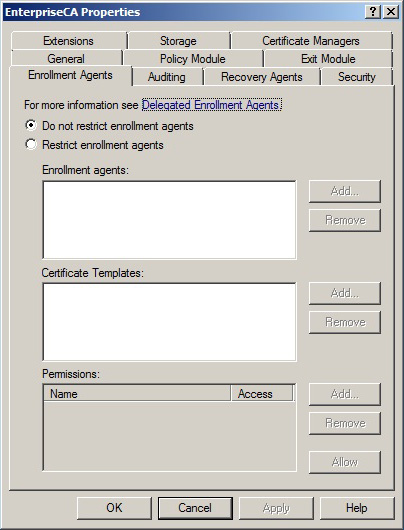 EnterpriseCA Properties
Extensions Storage Certificate Managers
General Policy Module Exit Module
Enrollment Agents Auditing Recovery Agents Security
For more information see Delegated Enrollment Agents.
Do not restrict enrollment agents
Restrict enrollment agents
Enrollment agents:
Add...
Remove
Certificate Templates:
Add...
Remove
Permissions:
Name Access
Add...
Remove
Allow
OK Cancel Apply Help